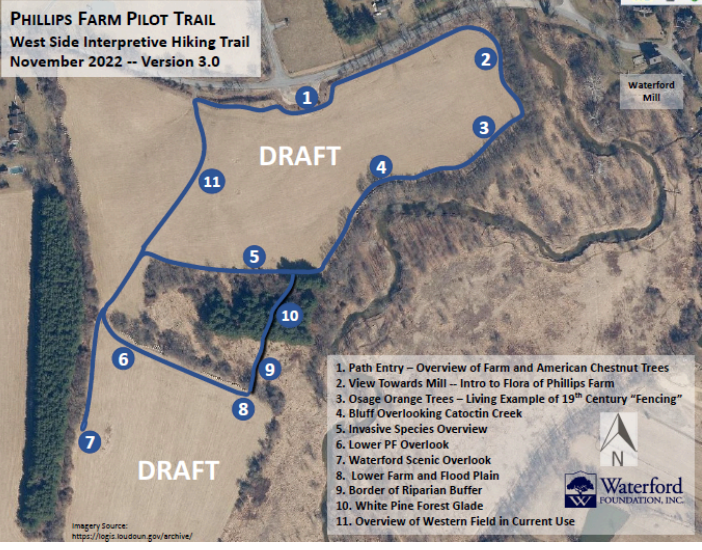 PHILLIPS FARM PILOT TRAIL
West Side Interpretive Hiking Trail
November 2022 -- Version 3.0
Waterford
Mill
1
2
3
DRAFT
4
11
5
10
6
9
8
7
DRAFT
1. Path Entry – Overview of Farm and American Chestnut Trees
2. View Towards Mill -- Intro to Flora of Phillips Farm
3. Osage Orange Trees – Living Example of 19th Century “Fencing”
4. Bluff Overlooking Catoctin Creek
5. Invasive Species Overview
6. Lower PF Overlook
7. Waterford Scenic Overlook
8. Lower Farm and Flood Plain
9. Border of Riparian Buffer
10. White Pine Forest Glade
11. Overview of Western Field in Current Use
N
Waterford
FOUNDATION, INC.
Imagery Source:
https://logis.loudoun.gov/archive/